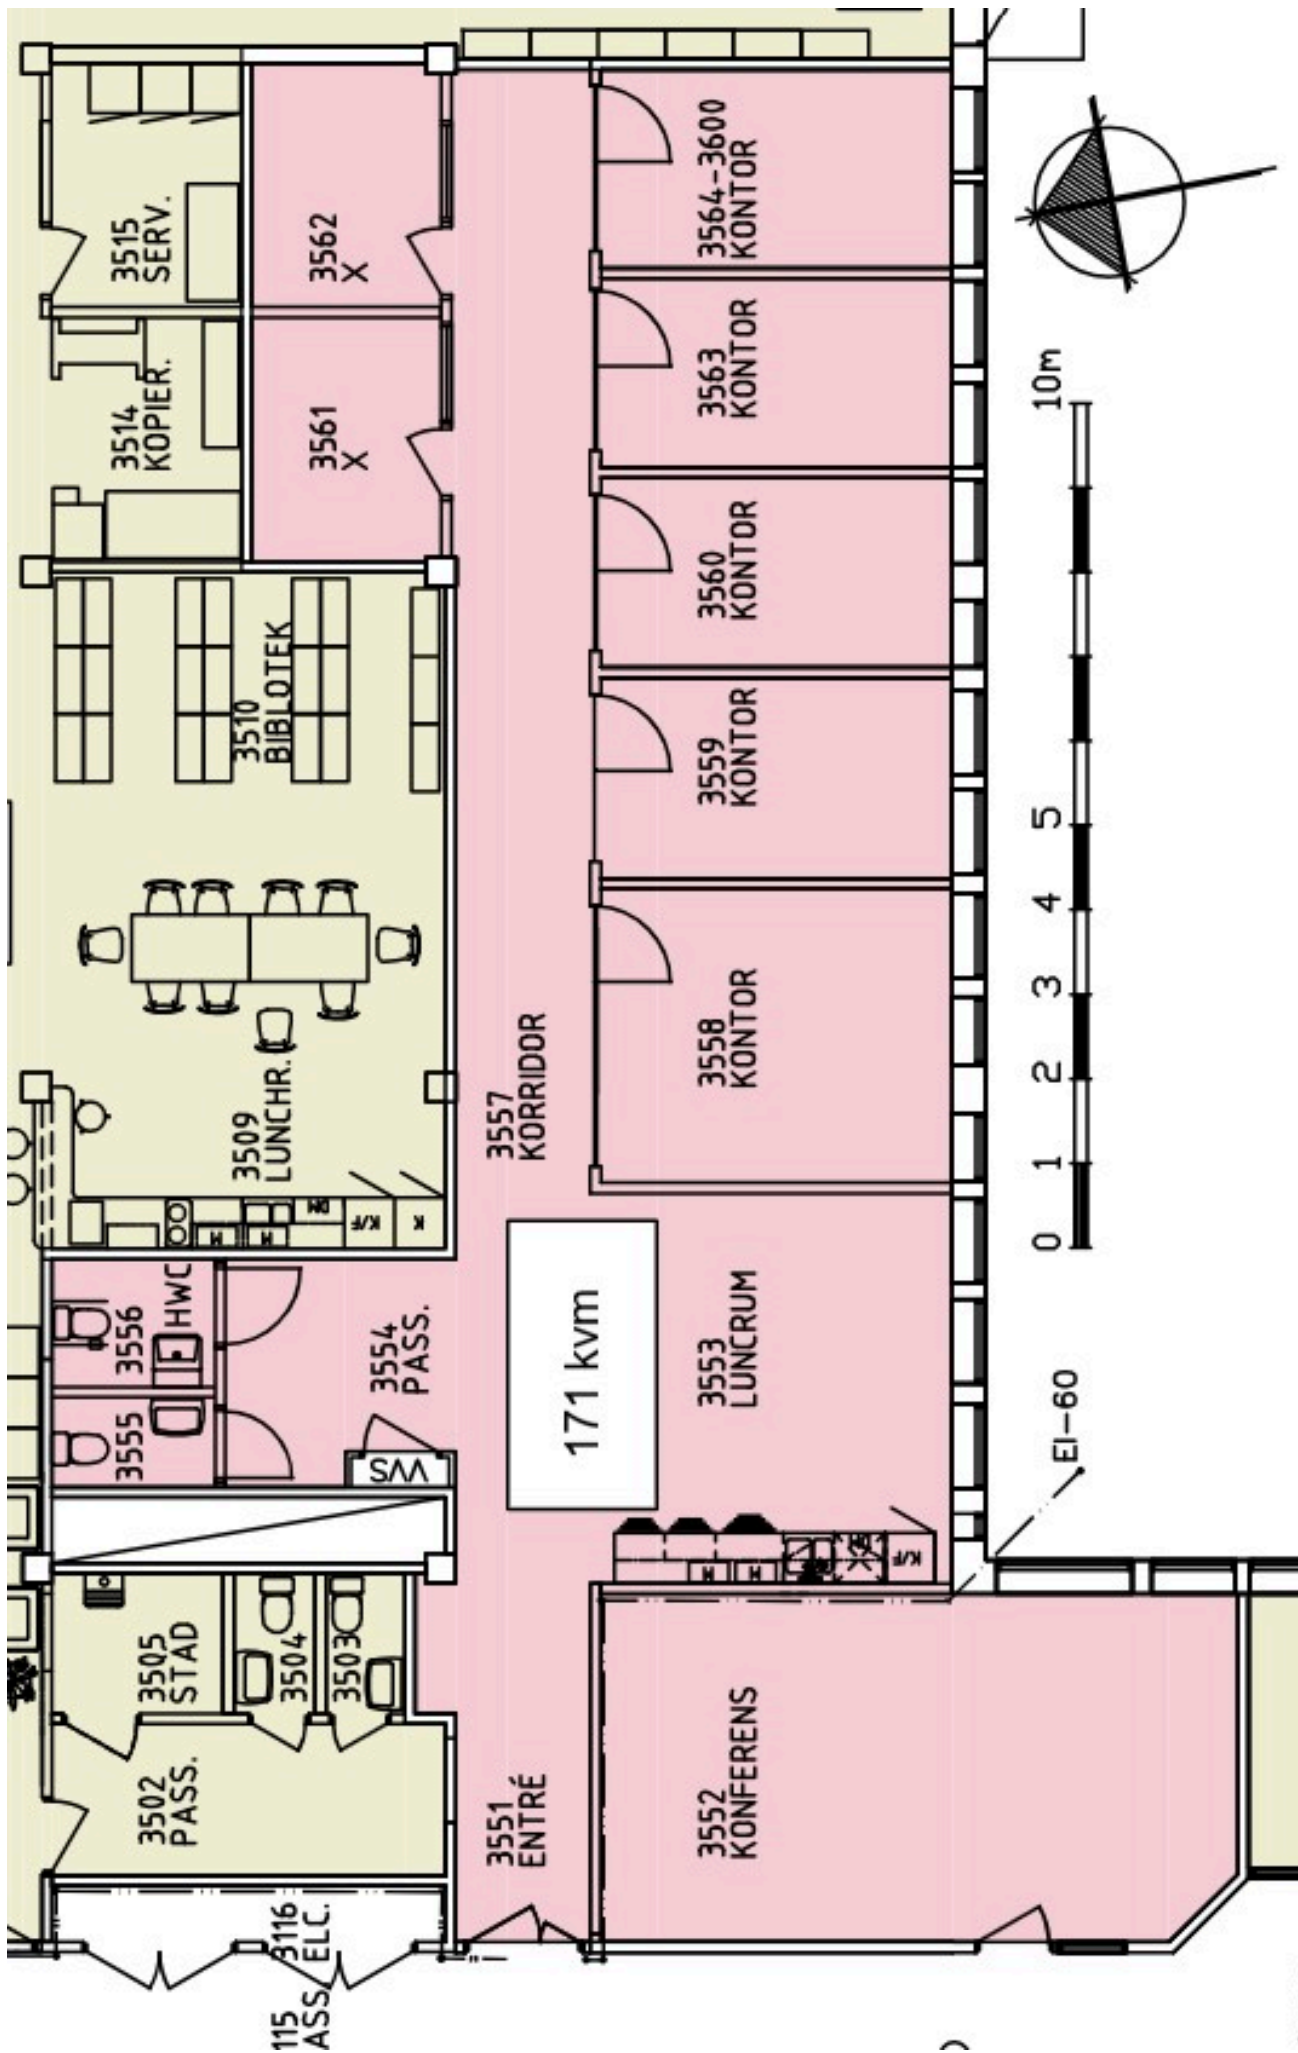 3515
SERV.
3562
X
3564-3600
KONTOR
3514
KOPIER.
3561
X
3563
KONTOR
3560
KONTOR
3510
BIBLOTEK
3559
KONTOR
3558
KONTOR
3509
LUNCHR.
3557
KORRIDOR
DM
K/F
K
M
M
3556
HWC
3555
3554
PASS.
VVS
171 kvm
3553
LUNCRUM
M
M
K/F
EI-60
3505
STAD
3504
3503
3502
PASS.
3551
ENTRÉ
3552
KONFERENS
3116
ELC.
115
ASS.
0 1 2 3 4 5 10m